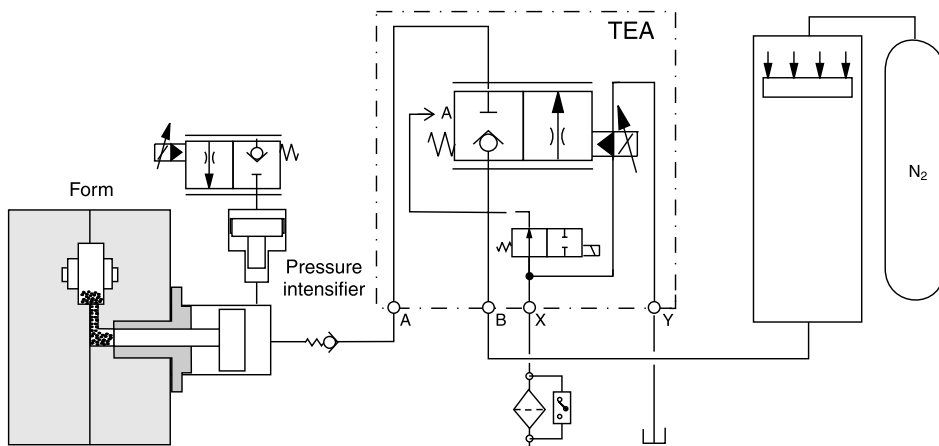 TEA
A
N2
Form
Pressure
intensifier
A
B
X
Y